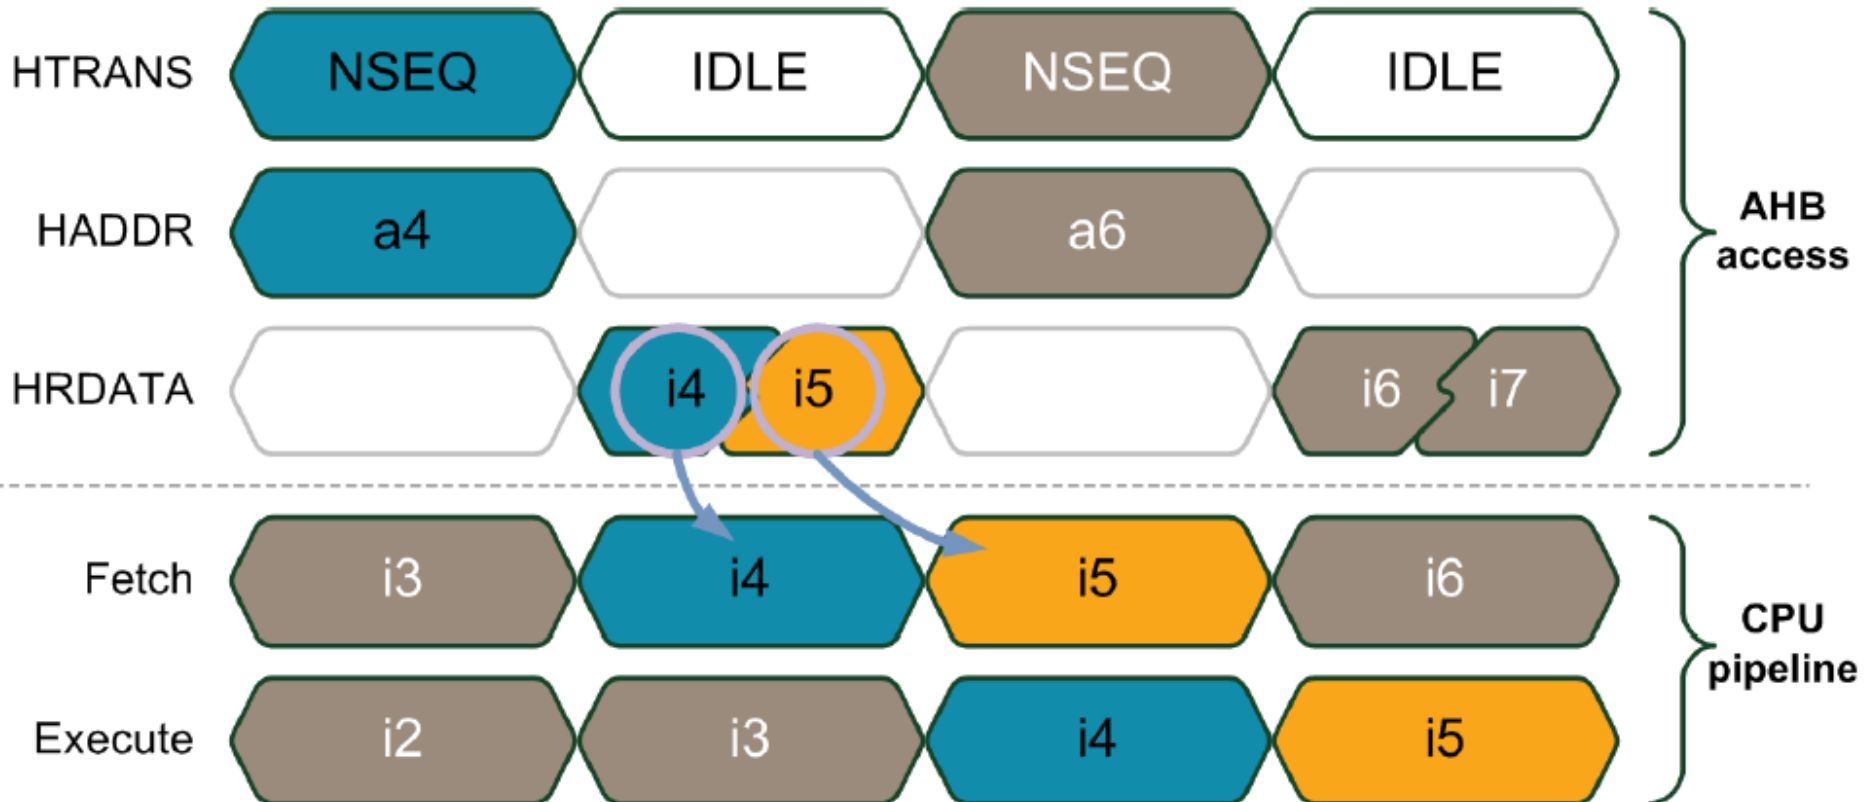 HTRANS NSEQ IDLE NSEQ IDLE
HADDR a4 a6
AHB
access
HRDATA i4 i5 i6 i7
Fetch i3 i4 i5 i6
CPU
pipeline
Execute i2 i3 i4 i5